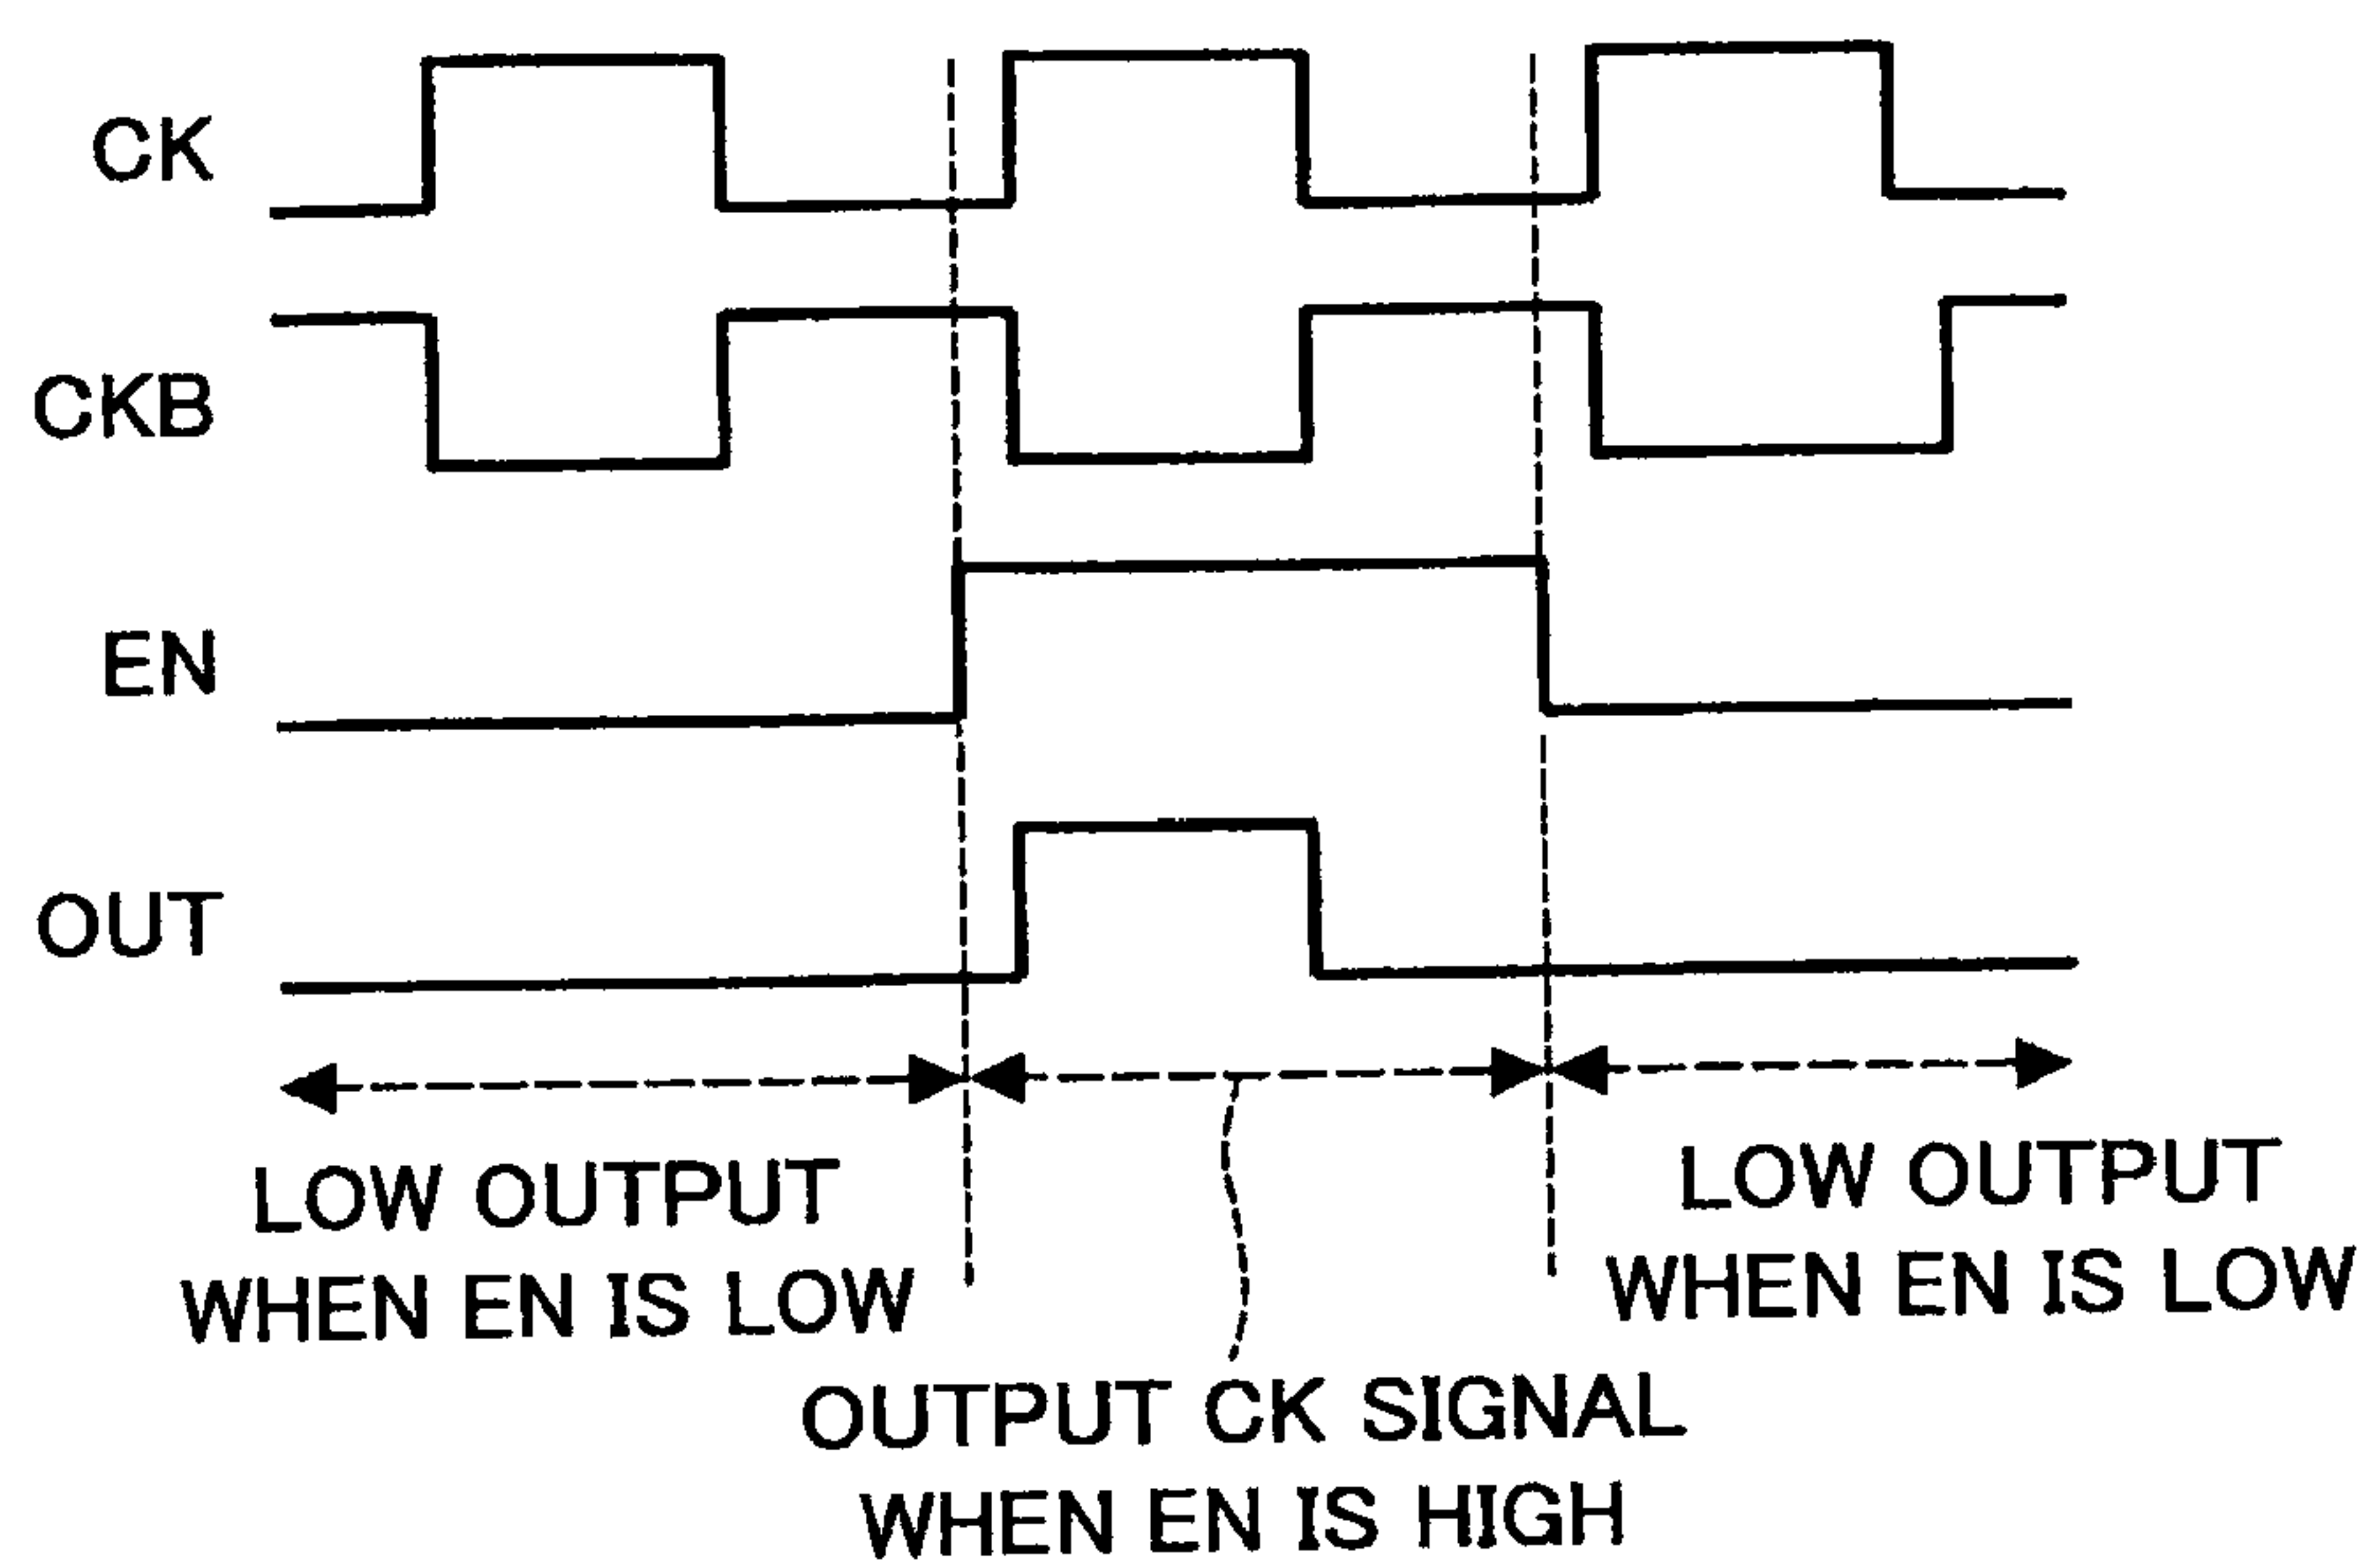 CK
CKB
EN
OUT
LOW OUTPUT
WHEN EN IS LOW
OUTPUT CK SIGNAL
WHEN EN IS HIGH
LOW OUTPUT
WHEN EN IS LOW